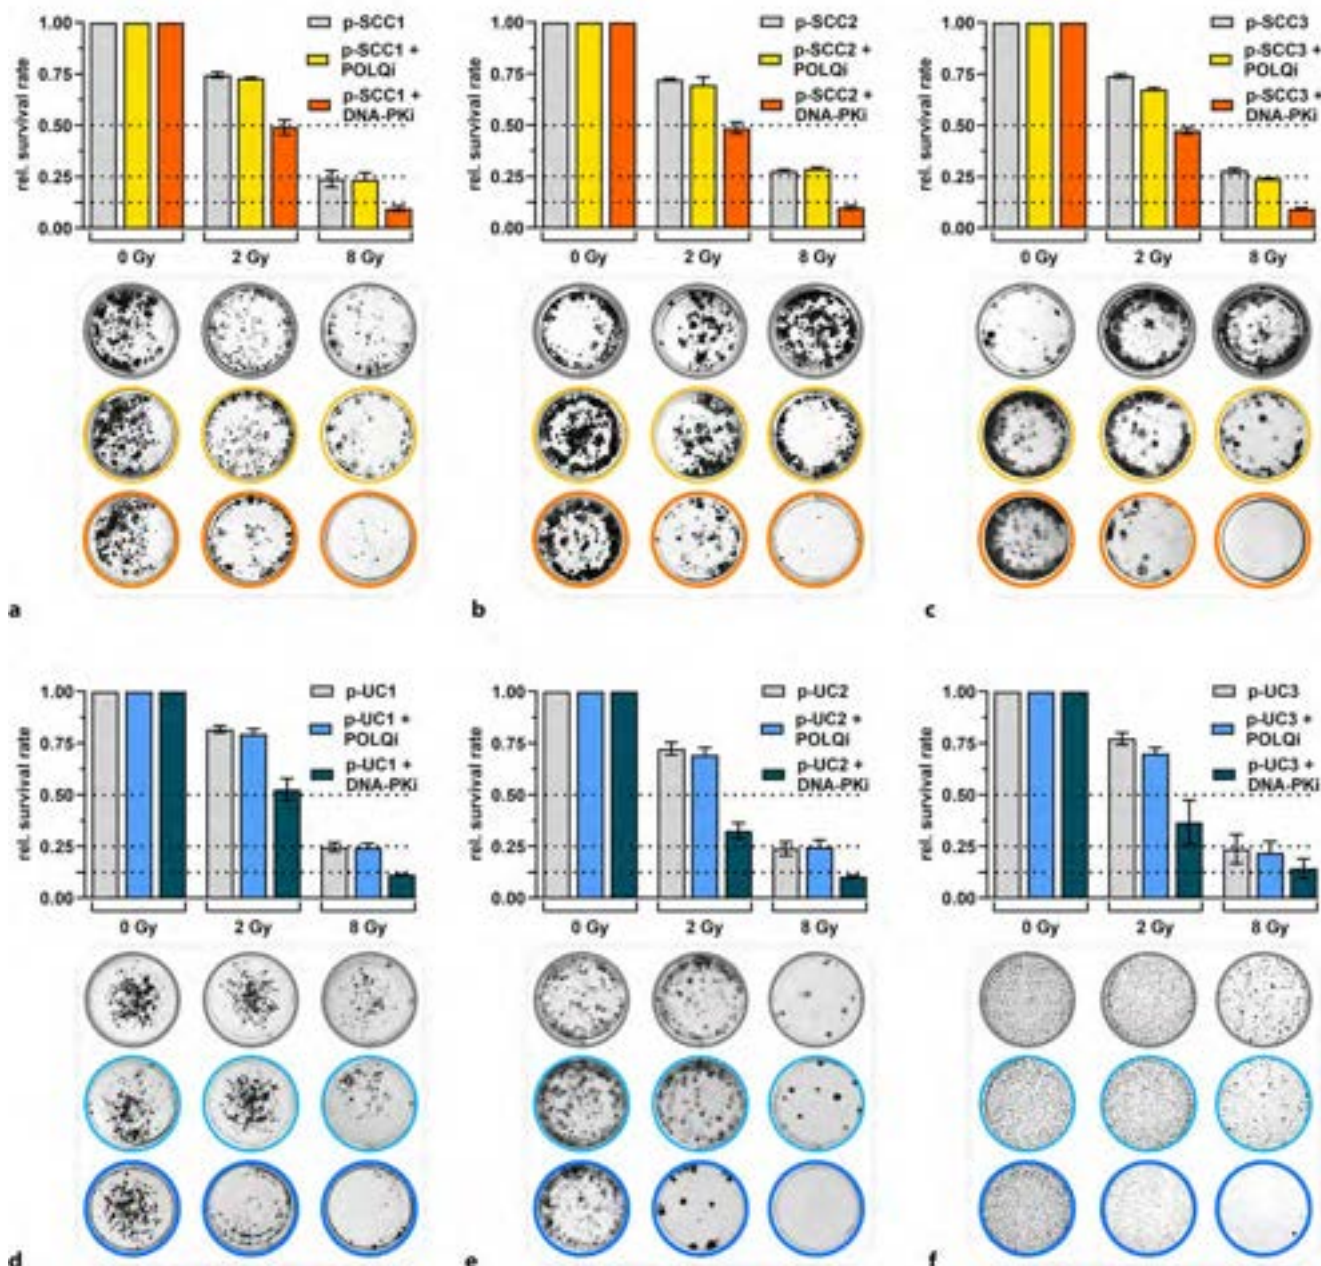 1.00
0.75
0.50
0.25
0.00
rel. survival rate
p-SCC1
p-SCC1 +
POLQi
p-SCC1 +
DNA-PKi
0 Gy
2 Gy
8 Gy
a
1.00
0.75
0.50
0.25
0.00
rel. survival rate
p-SCC2
p-SCC2 +
POLQi
p-SCC2 +
DNA-PKi
0 Gy
2 Gy
8 Gy
b
1.00
0.75
0.50
0.25
0.00
rel. survival rate
p-SCC3
p-SCC3 +
POLQi
p-SCC3 +
DNA-PKi
0 Gy
2 Gy
8 Gy
c
1.00
0.75
0.50
0.25
0.00
rel. survival rate
p-UC1
p-UC1 +
POLQi
p-UC1 +
DNA-PKi
0 Gy
2 Gy
8 Gy
d
1.00
0.75
0.50
0.25
0.00
rel. survival rate
p-UC2
p-UC2 +
POLQi
p-UC2 +
DNA-PKi
0 Gy
2 Gy
8 Gy
e
1.00
0.75
0.50
0.25
0.00
rel. survival rate
p-UC3
p-UC3 +
POLQi
p-UC3 +
DNA-PKi
0 Gy
2 Gy
8 Gy
f